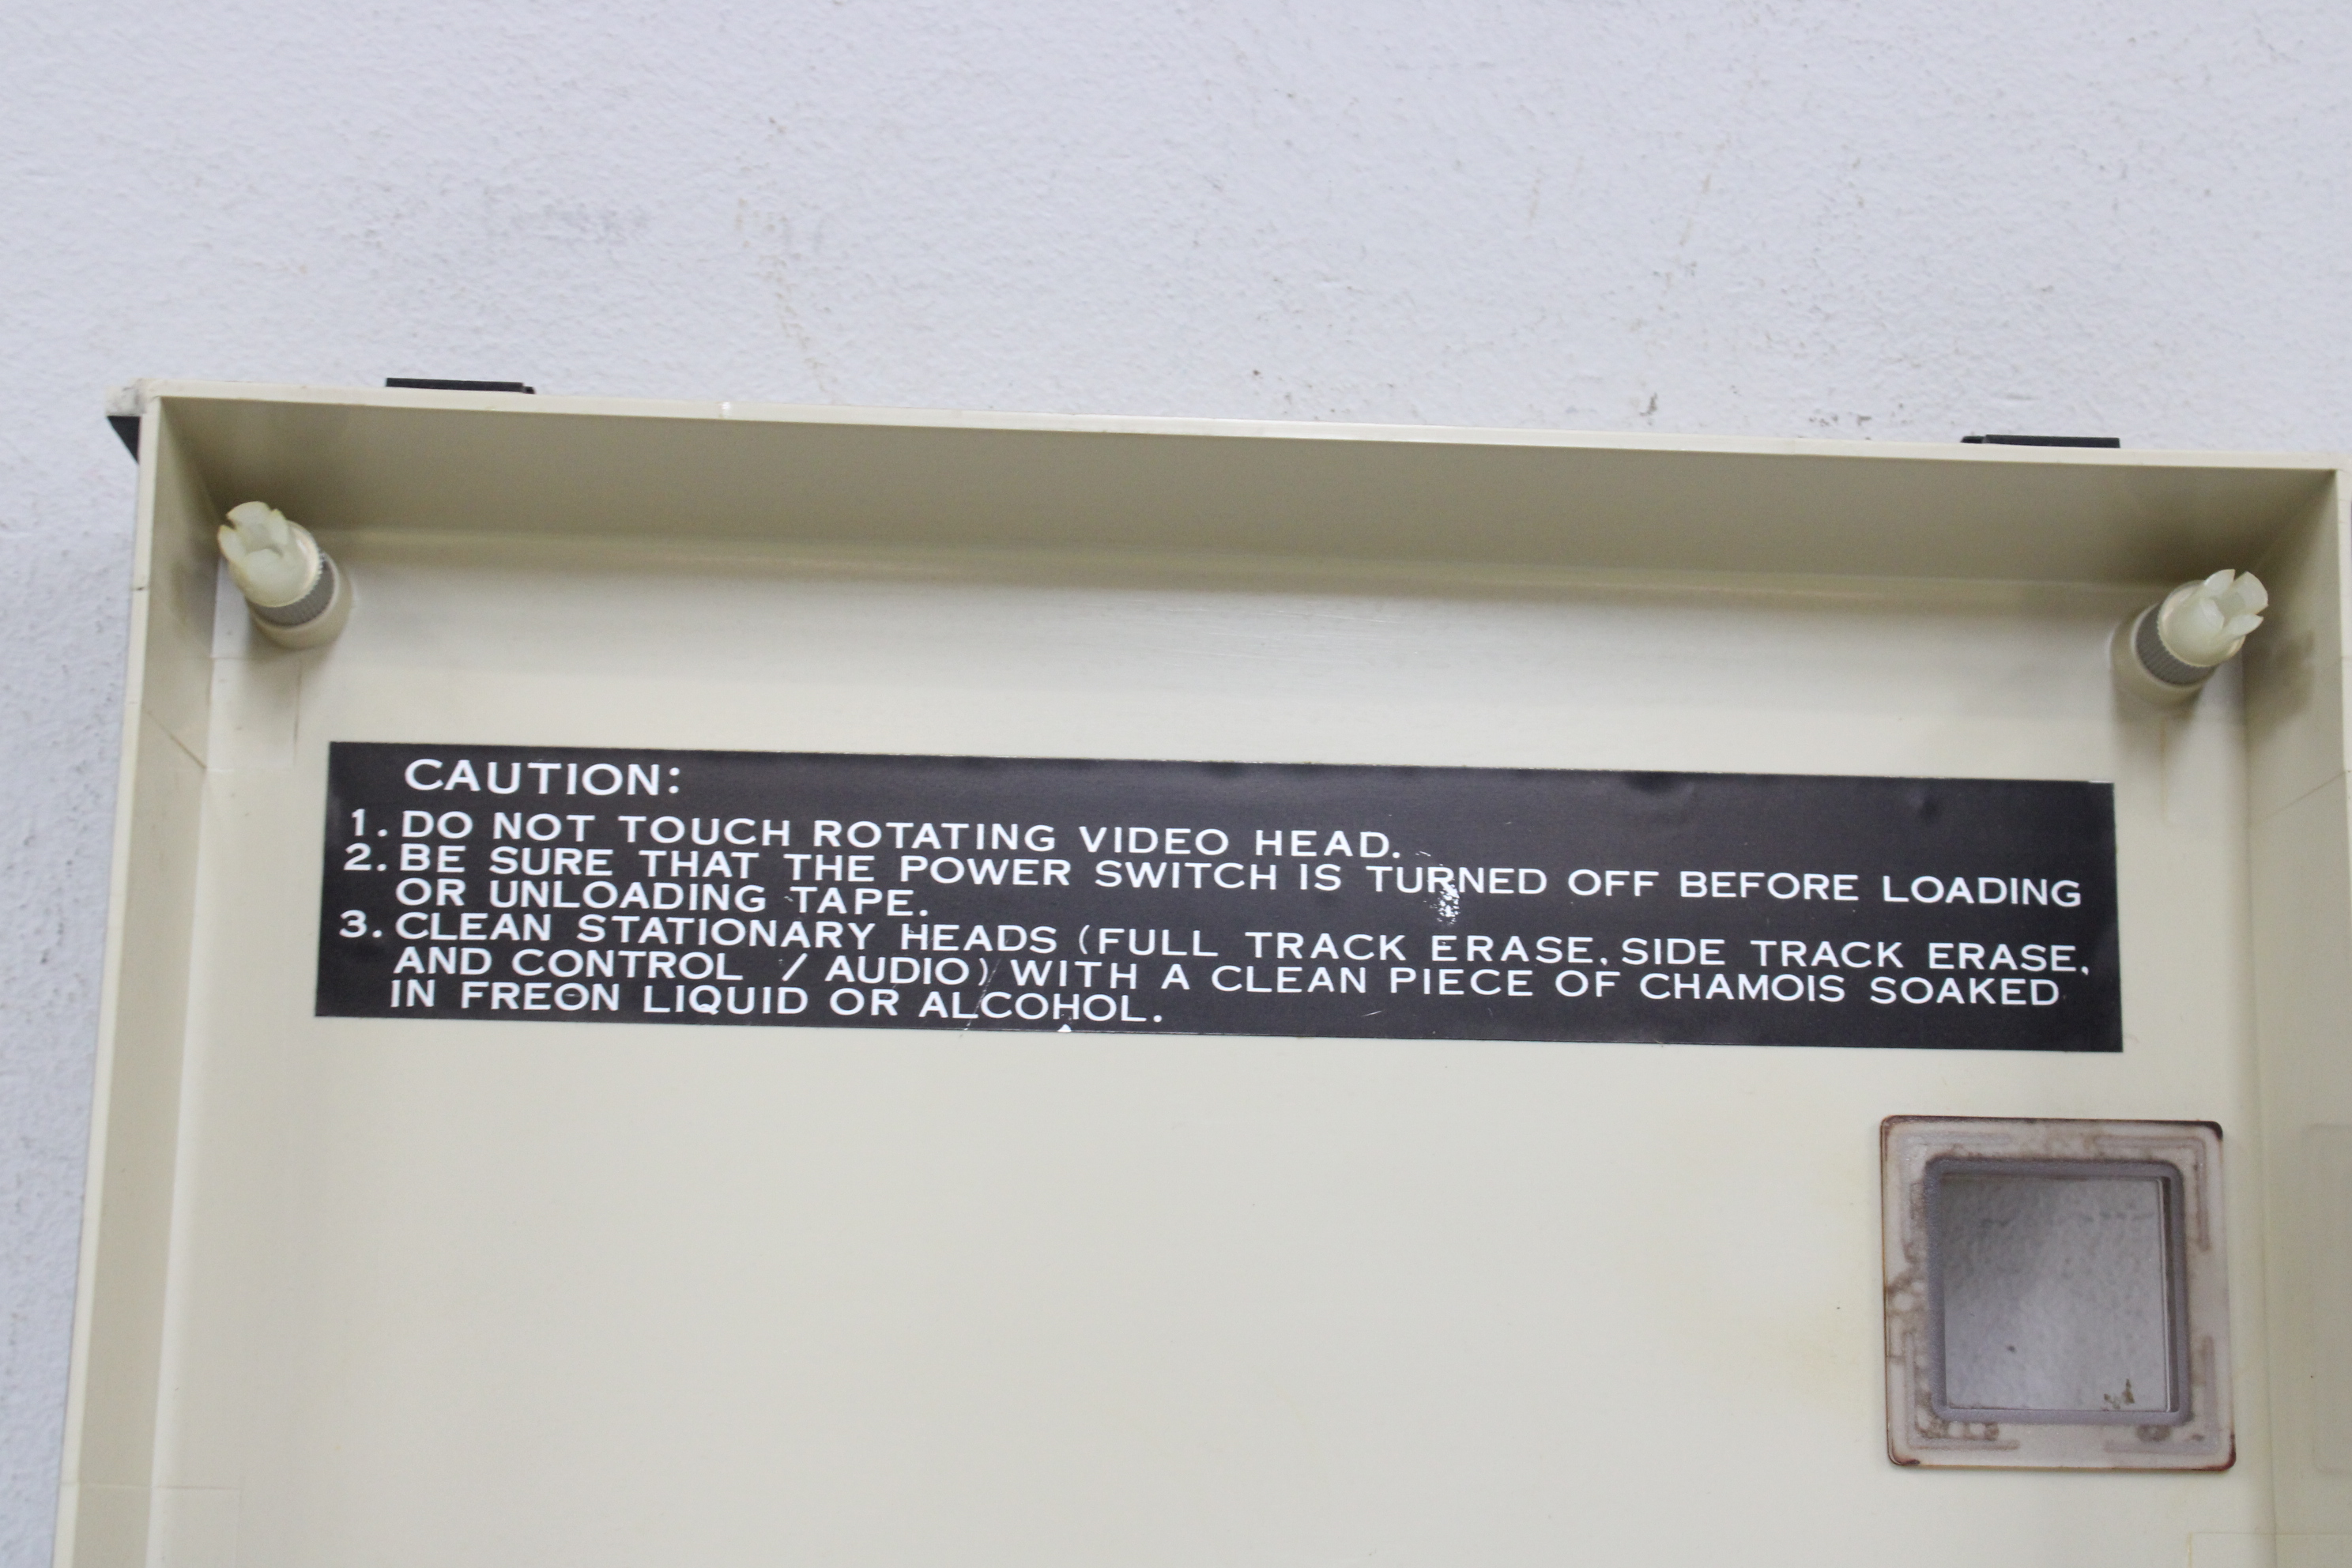 CAUTION:
1. DO NOT TOUCH ROTATING VIDEO HEAD.
2. BE SURE THAT THE POWER SWITCH IS TURNED OFF BEFORE LOADING
OR UNLOADING TAPE.
3. CLEAN STATIONARY HEADS (FULL TRACK ERASE, SIDE TRACK ERASE,
AND CONTROL / AUDIO) WITH A CLEAN PIECE OF CHAMOIS SOAKED
IN FREON LIQUID OR ALCOHOL.